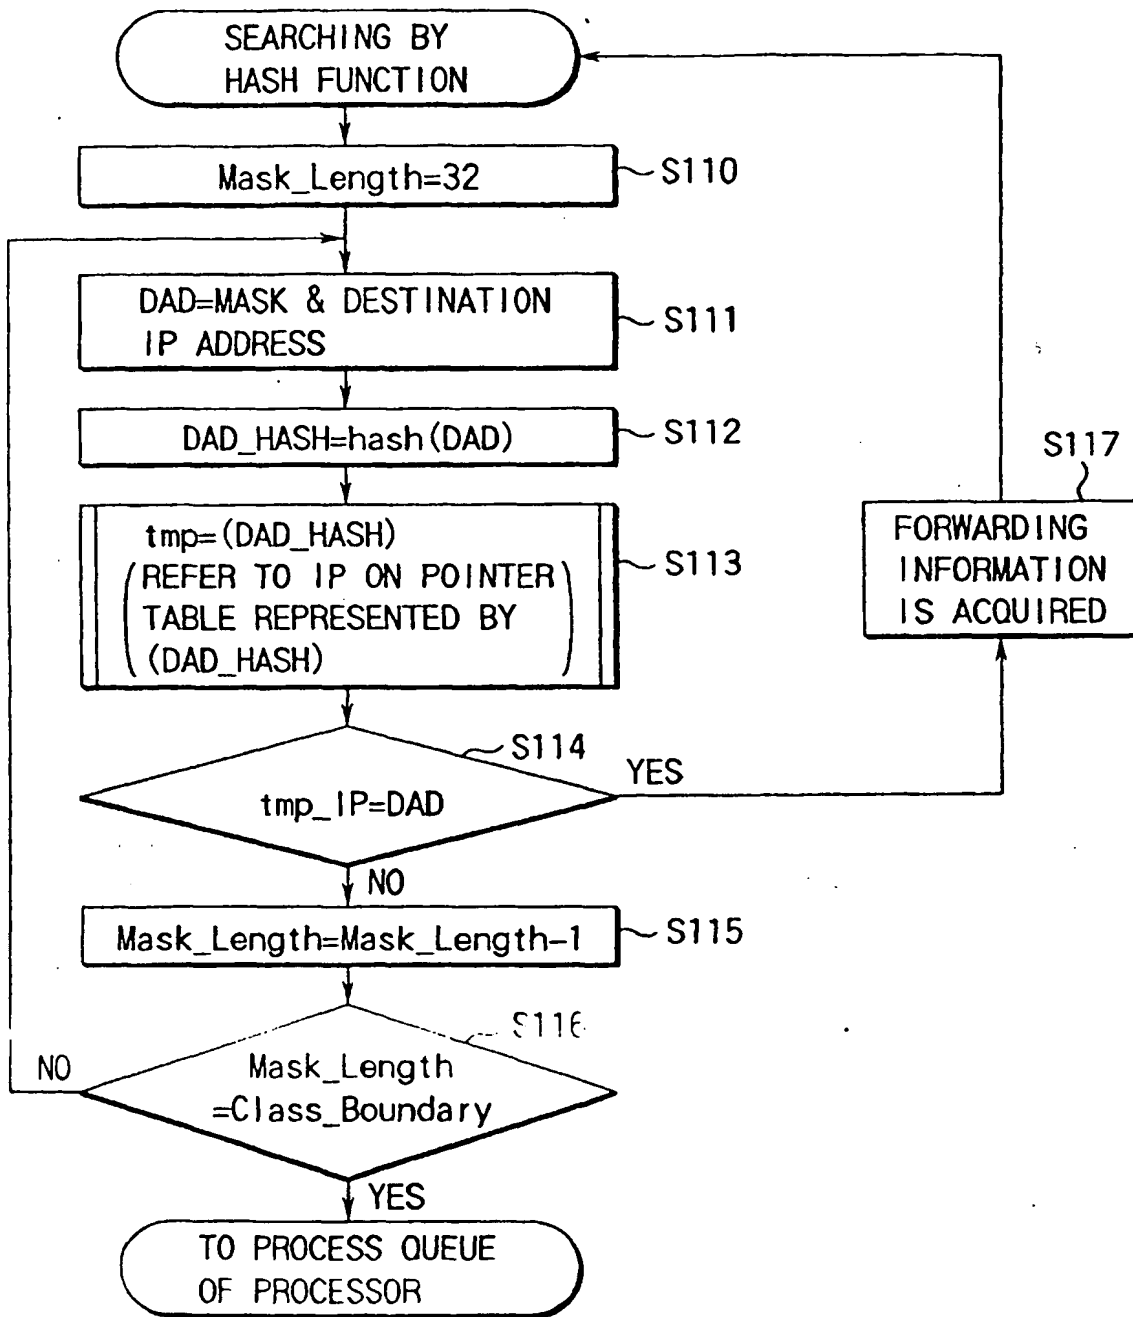 SEARCHING BY
HASH FUNCTION
Mask_Length=32
S110
DAD=MASK & DESTINATION
IP ADDRESS
S111
DAD_HASH=hash(DAD)
S112
tmp=(DAD_HASH)
(REFER TO IP ON POINTER
TABLE REPRESENTED BY
(DAD_HASH))
S113
S117
FORWARDING
INFORMATION
IS ACQUIRED
S114
tmp_IP=DAD
YES
NO
Mask_Length=Mask_Length-1
S115
S116
Mask_Length
=Class_Boundary
NO
YES
TO PROCESS QUEUE
OF PROCESSOR